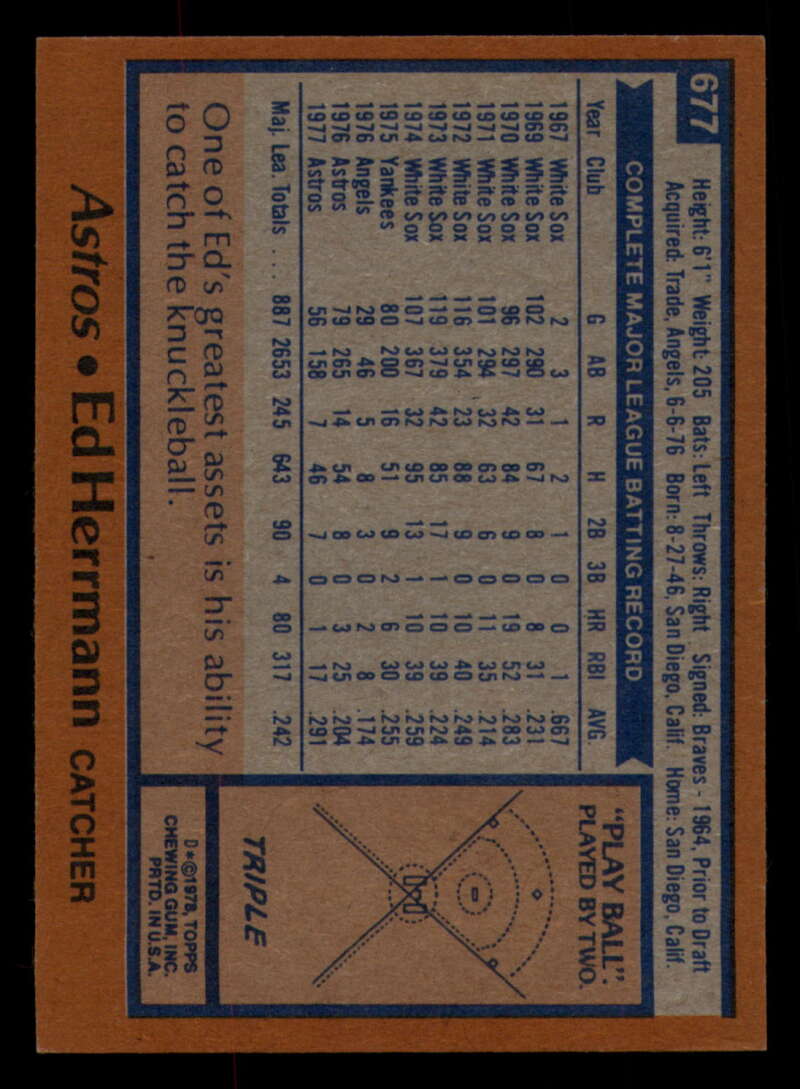 677
Height: 6'1" Weight: 205 Bats: Left Throws: Right Signed: Braves - 1964, Prior to Draft
Acquired: Trade, Angels, 6-6-76 Born: 8-27-46, San Diego, Calif. Home: San Diego, Calif.
COMPLETE MAJOR LEAGUE BATTING RECORD
Year Club G AB R H 2B 3B HR RBI AVG.
1967 White Sox 2 3 1 2 1 0 0 1 .667
1969 White Sox 102 290 31 67 8 0 8 31 .231
1970 White Sox 96 297 42 84 9 0 19 52 .283
1971 White Sox 101 294 32 63 6 0 11 35 .214
1972 White Sox 116 354 23 88 9 0 10 40 .249
1973 White Sox 119 379 42 85 17 1 10 39 .224
1974 White Sox 107 367 32 95 13 1 10 39 .259
1975 Yankees 80 200 16 51 9 2 6 30 .255
1976 Angels 29 46 5 8 3 0 2 8 .174
1976 Astros 79 265 14 54 8 0 3 25 .204
1977 Astros 56 158 7 46 7 0 1 17 .291
Maj. Lea. Totals .... 887 2653 245 643 90 4 80 317 .242
One of Ed's greatest assets is his ability
to catch the knuckleball.
"PLAY BALL":
PLAYED BY TWO.
TRIPLE
D*©1978, TOPPS
CHEWING GUM, INC.
PRTD. IN U.S.A.
Astros • Ed Herrmann CATCHER